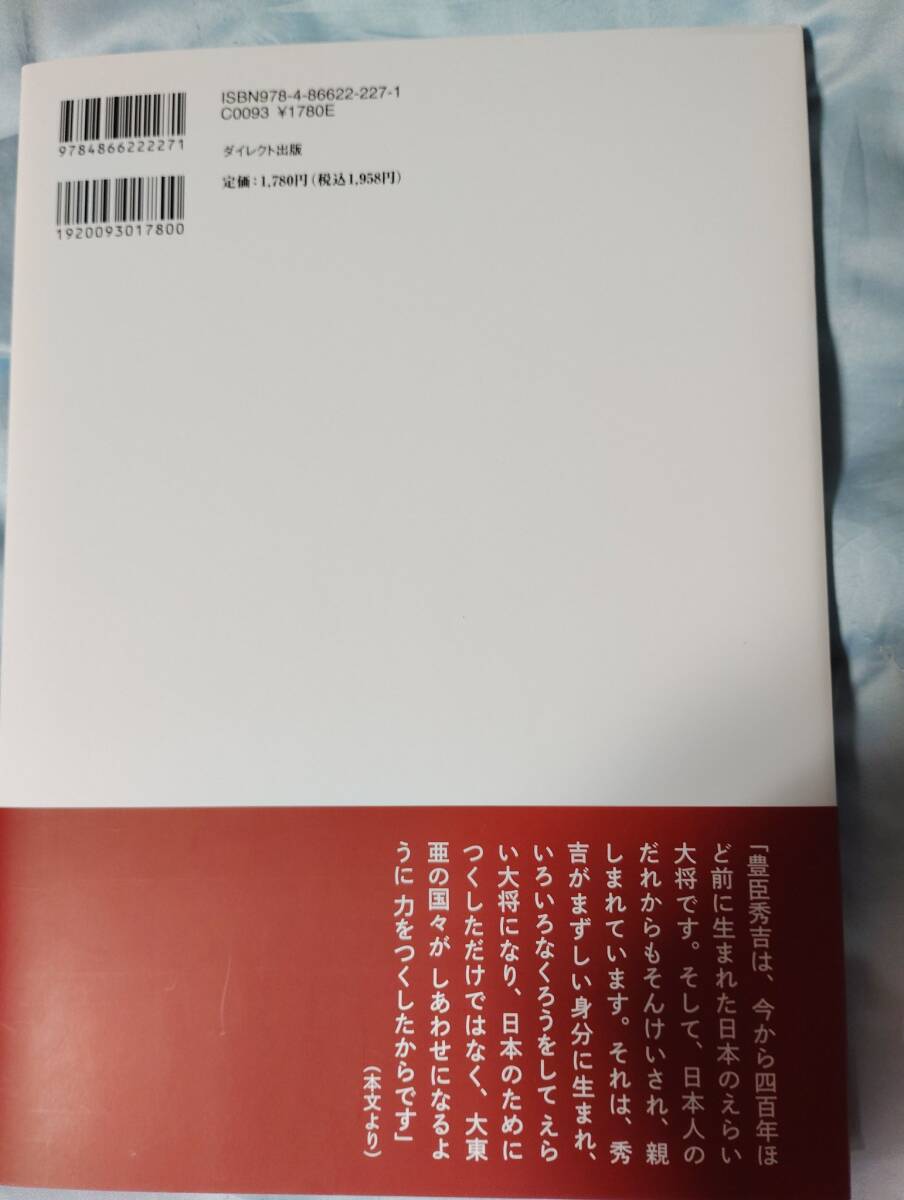 ISBN978-4-86622-227-1
C0093 ¥1780E
9784866222271
ダイレクト出版
定価：1,780円（税込1,958円）
1920093017800
「豊臣秀吉は、今から四百年ほ
ど前に生まれた日本のえらい
大将です。そして、日本人の
だれからもそんけいされ、親
しまれています。それは、秀
吉がまずしい身分に生まれ、
いろいろなくろうをして えら
い大将になり、日本のために
つくしただけではなく、大東
亜の国々が しあわせになるよ
うに 力をつくしたからです」
（本文より）